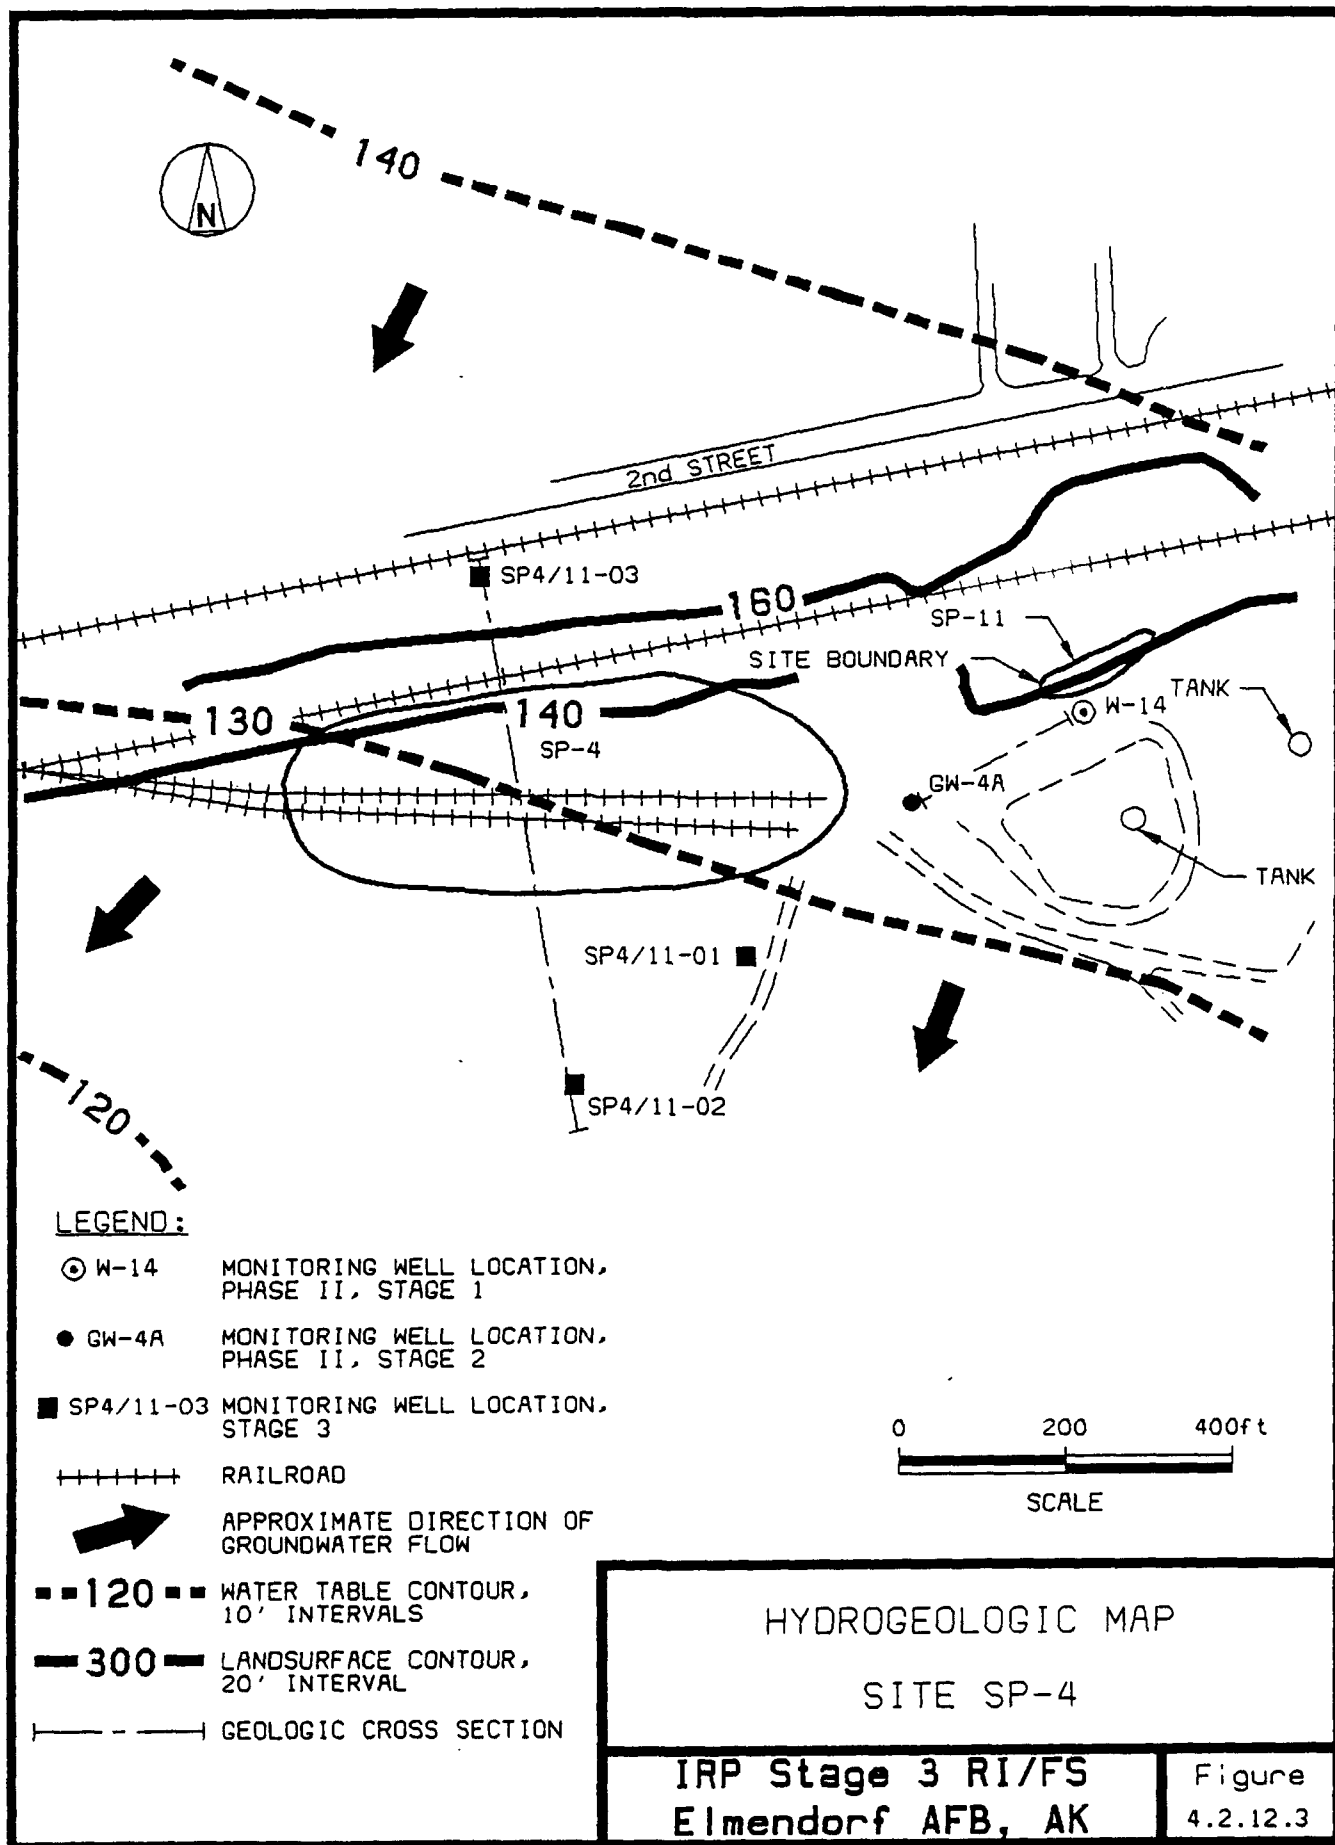 140
N
2nd STREET
SP4/11-03
160
SP-11
SITE BOUNDARY
TANK
W-14
130
140
SP-4
GW-4A
TANK
SP4/11-01
SP4/11-02
120
LEGEND:
W-14 MONITORING WELL LOCATION,
PHASE II, STAGE 1
GW-4A MONITORING WELL LOCATION,
PHASE II, STAGE 2
SP4/11-03 MONITORING WELL LOCATION,
STAGE 3
RAILROAD
APPROXIMATE DIRECTION OF
GROUNDWATER FLOW
120 WATER TABLE CONTOUR,
10' INTERVALS
300 LANDSURFACE CONTOUR,
20' INTERVAL
GEOLOGIC CROSS SECTION
0 200 400ft
SCALE
HYDROGEOLOGIC MAP
SITE SP-4
IRP Stage 3 RI/FS
Elmendorf AFB, AK
Figure
4.2.12.3